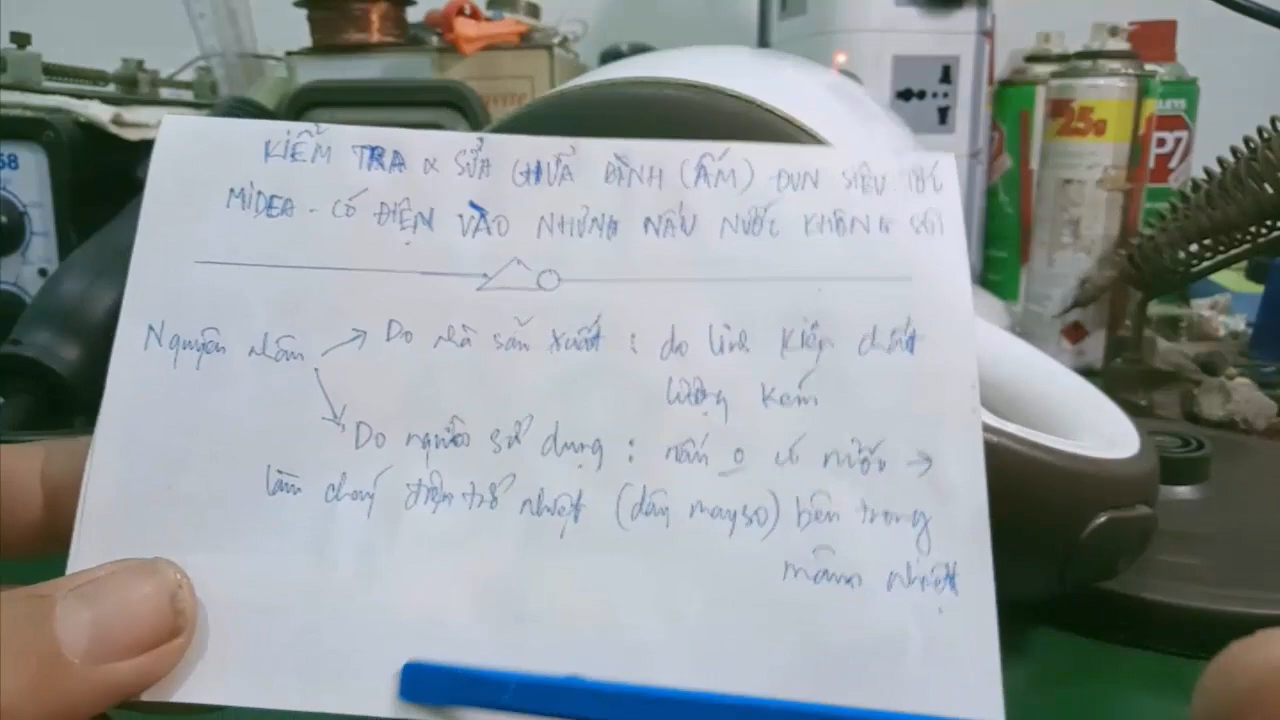 KIỂM TRA & SỬA CHỮA BÌNH (ẤM) ĐUN SIÊU TỐC
MIDEA - CÓ ĐIỆN VÀO NHƯNG NẤU NƯỚC KHÔNG SÔI
Nguyên nhân → Do nhà sản xuất : do linh kiện chất
lượng kém
Do người sử dụng : nấu o có nước →
làm cháy điện trở nhiệt (dây mayso) bên trong
mâm nhiệt
68
25
P7